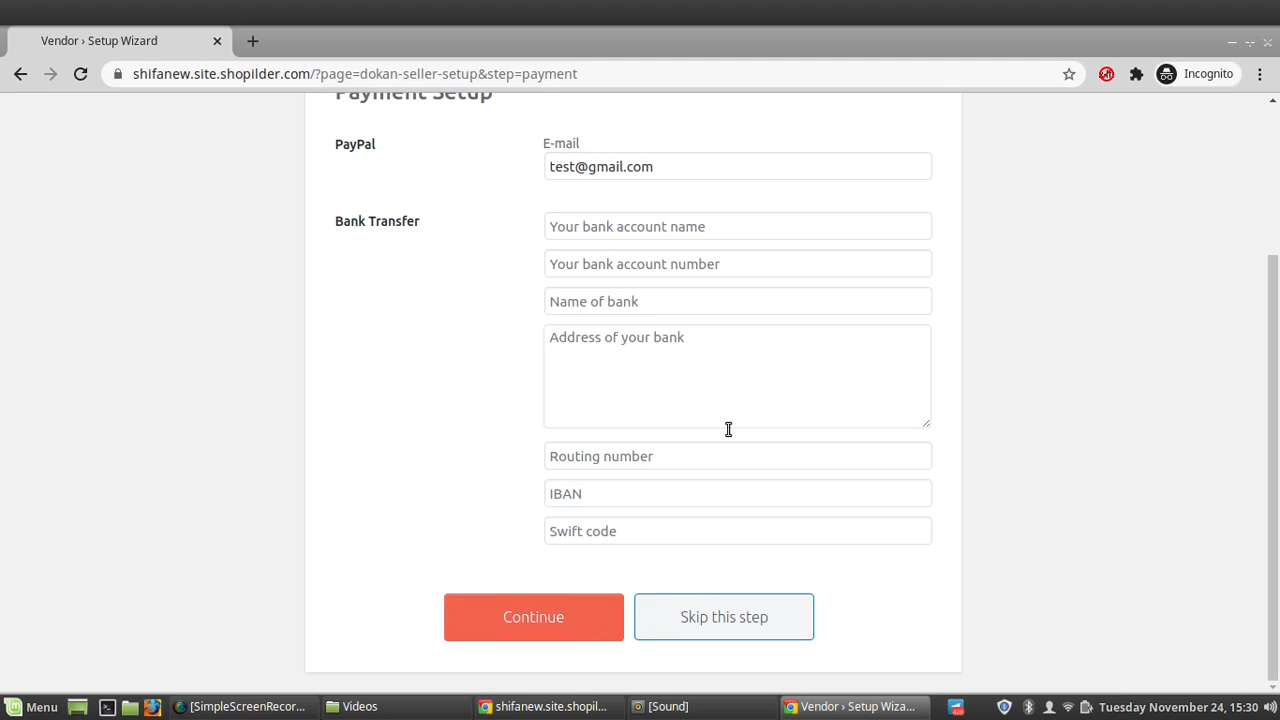 Vendor › Setup Wizard
shifanew.site.shopilder.com/?page=dokan-seller-setup&step=payment
Incognito
Payment Setup
PayPal
E-mail
test@gmail.com
Bank Transfer
Your bank account name
Your bank account number
Name of bank
Address of your bank
Routing number
IBAN
Swift code
Continue
Skip this step
Menu
[SimpleScreenRecor...
Videos
shifanew.site.shopil...
[Sound]
Vendor › Setup Wiza...
Tuesday November 24, 15:30